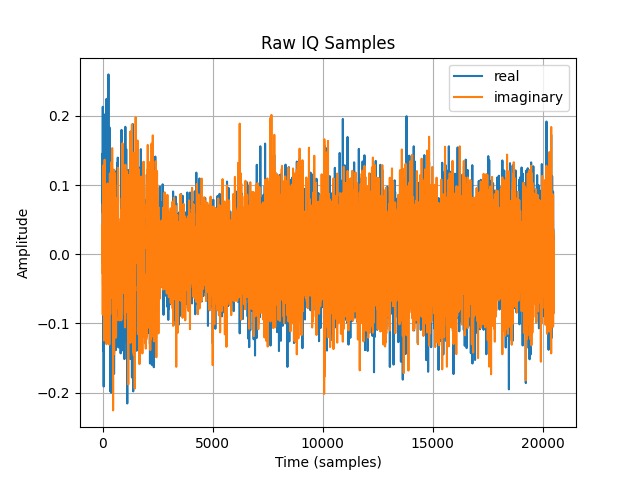 Raw IQ Samples
real
imaginary
0.2
0.1
0.0
−0.1
−0.2
Amplitude
0 5000 10000 15000 20000
Time (samples)